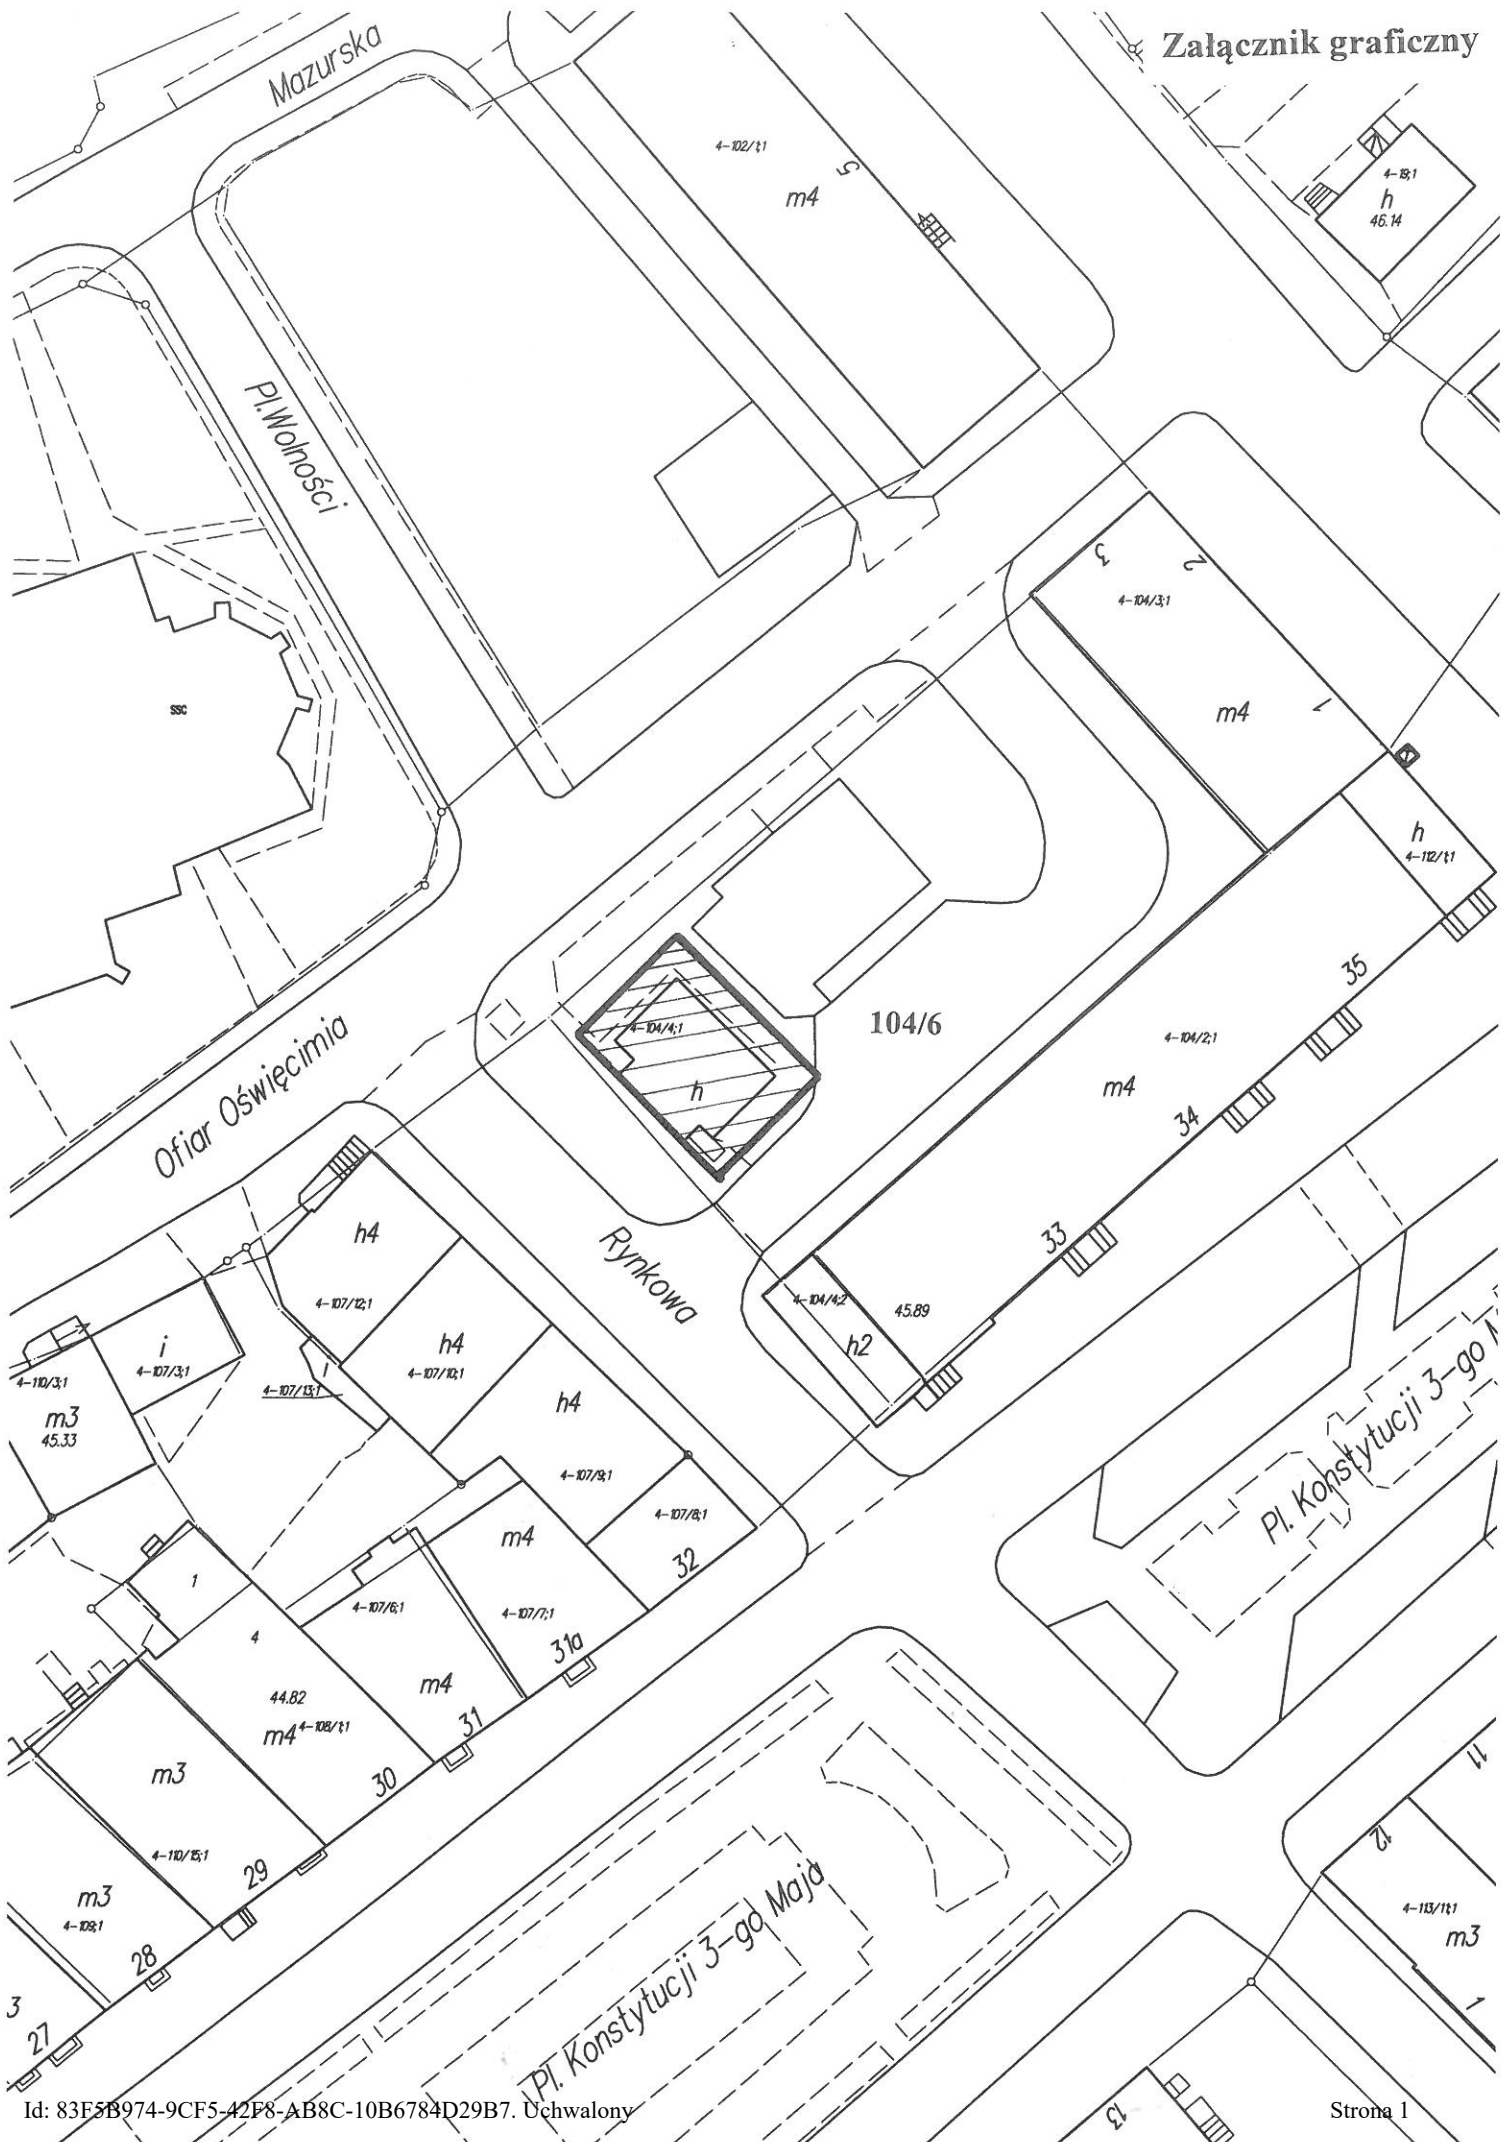 Załącznik graficzny
Mazurska
4-102/1;1
5
m4
4-19;1
h
46.14
Pl.Wolności
3
2
4-104/3;1
m4
1
ssc
h
4-112/1;1
35
104/6
4-104/4;1
h
4-104/2;1
m4
34
33
Ofiar Oświęcimia
Rynkowa
h4
4-107/12;1
4-104/4;2
h2
45.89
i
4-107/3;1
h4
4-107/10;1
4-107/13;1
4-110/3;1
m3
45.33
h4
4-107/9;1
4-107/8;1
32
Pl. Konstytucji 3-go M
m4
4-107/7;1
31a
1
4
4-107/6;1
m4
31
44.82
m4 4-108/1;1
30
m3
4-110/15;1
29
m3
4-109;1
28
3
27
11
12
4-113/11;1
m3
1
Pl. Konstytucji 3-go Maja
13
Id: 83F5B974-9CF5-42F8-AB8C-10B6784D29B7. Uchwalony
Strona 1